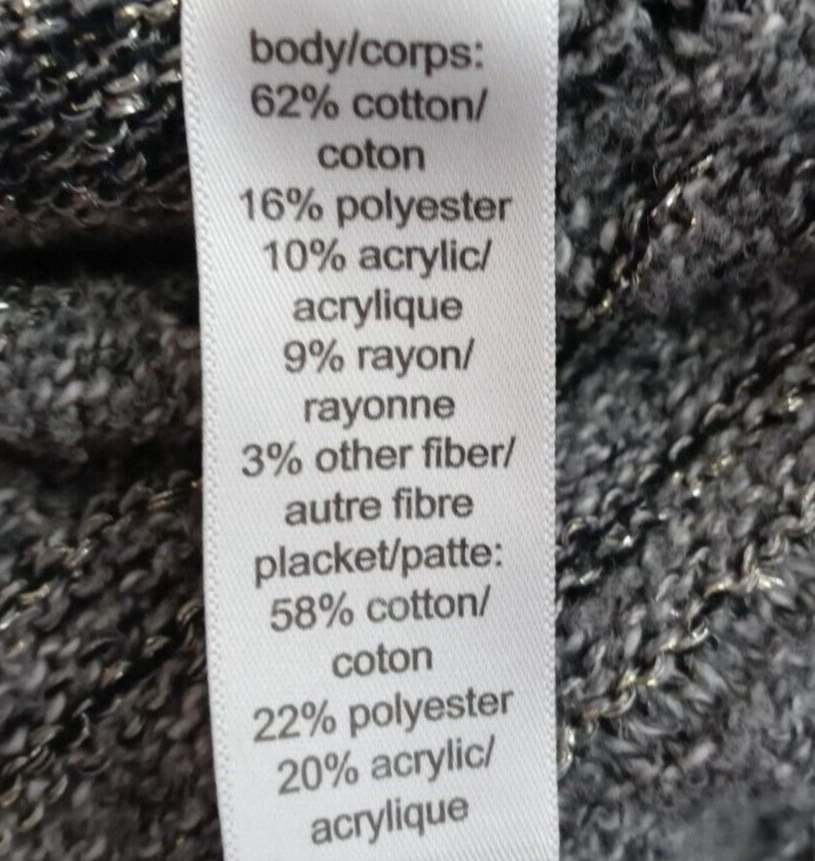 body/corps:
62% cotton/
coton
16% polyester
10% acrylic/
acrylique
9% rayon/
rayonne
3% other fiber/
autre fibre
placket/patte:
58% cotton/
coton
22% polyester
20% acrylic/
acrylique